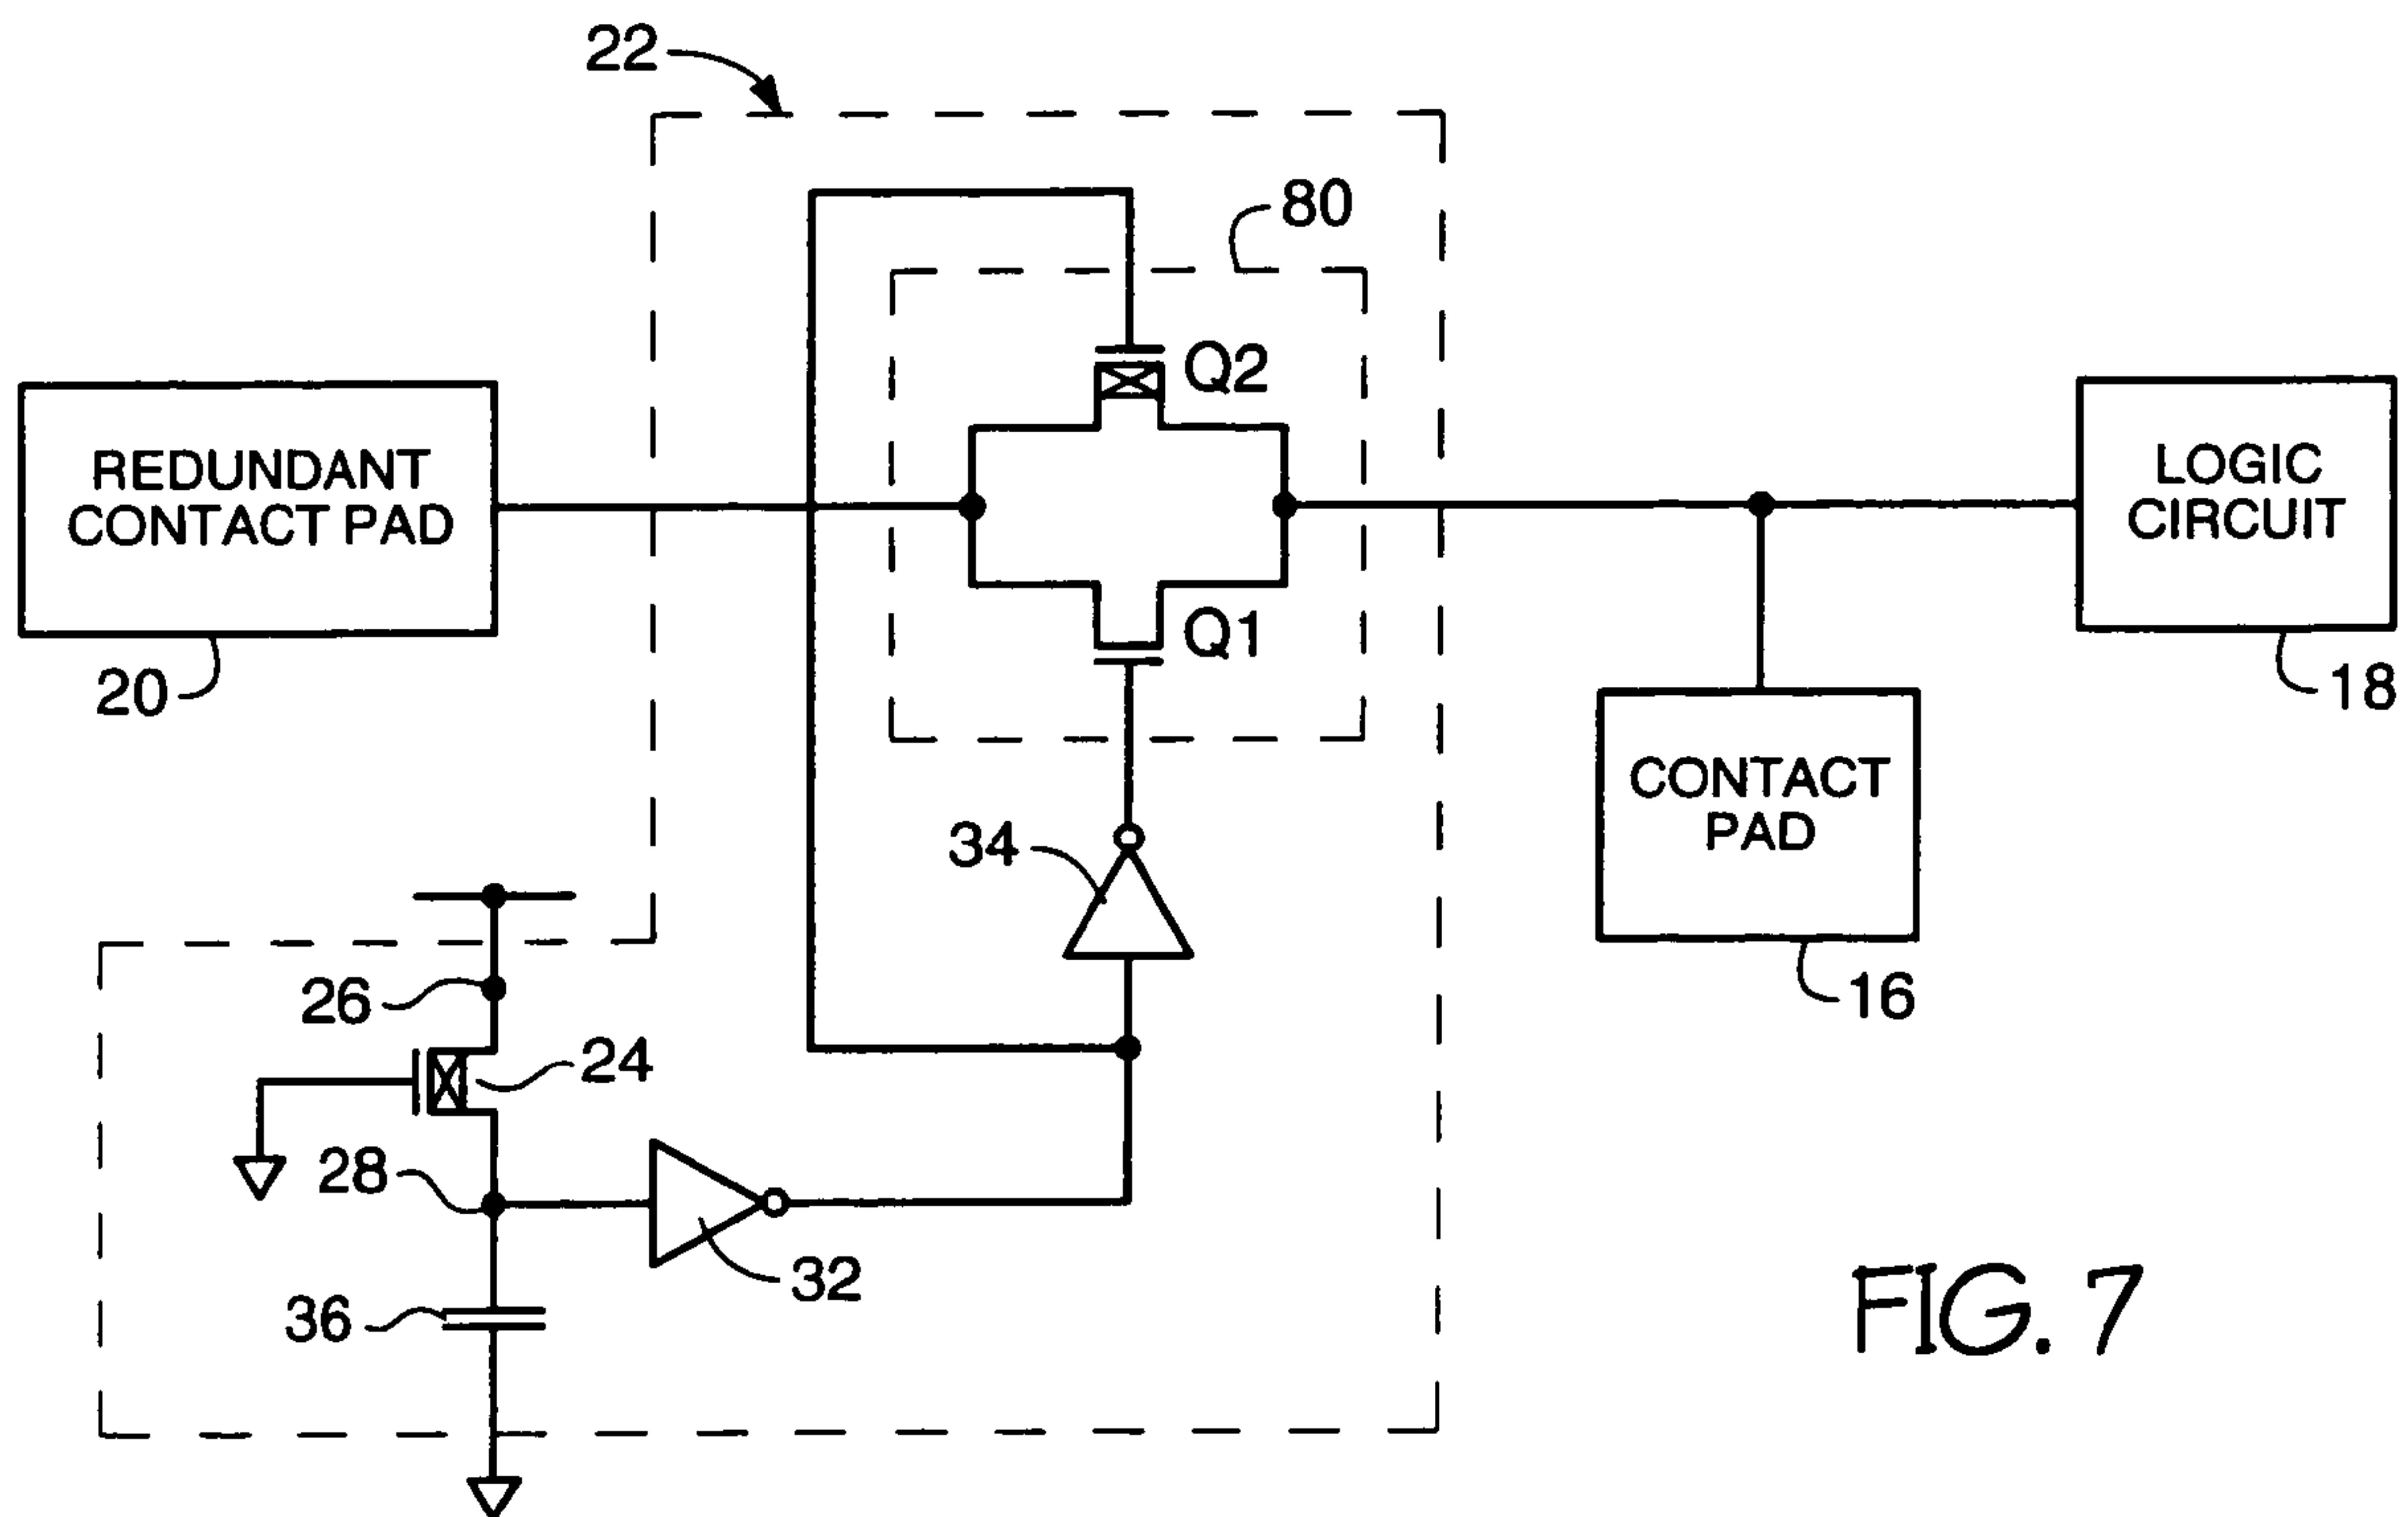 22
80
Q2
REDUNDANT
CONTACT PAD
LOGIC
CIRCUIT
Q1
20
18
CONTACT
PAD
34
26
16
24
28
32
36
FIG. 7